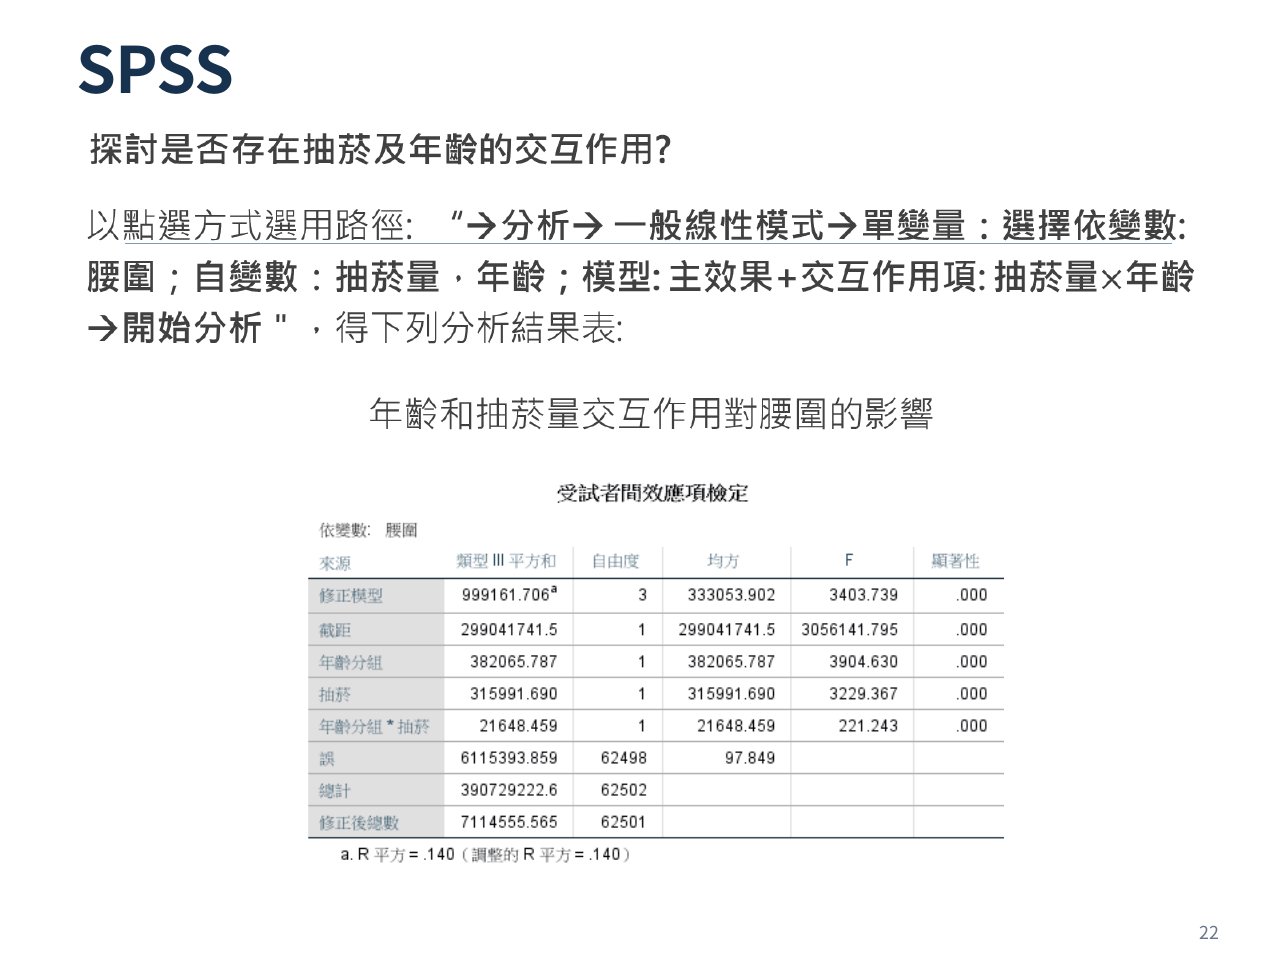 SPSS
探討是否存在抽菸及年齡的交互作用?
以點選方式選用路徑: “→分析→ 一般線性模式→單變量：選擇依變數:
腰圍；自變數：抽菸量，年齡；模型: 主效果+交互作用項: 抽菸量×年齡
→開始分析＂，得下列分析結果表:
年齡和抽菸量交互作用對腰圍的影響
受試者間效應項檢定
依變數: 腰圍
來源 類型 III 平方和 自由度 均方 F 顯著性
修正模型 999161.706a 3 333053.902 3403.739 .000
截距 299041741.5 1 299041741.5 3056141.795 .000
年齡分組 382065.787 1 382065.787 3904.630 .000
抽菸 315991.690 1 315991.690 3229.367 .000
年齡分組 * 抽菸 21648.459 1 21648.459 221.243 .000
誤 6115393.859 62498 97.849
總計 390729222.6 62502
修正後總數 7114555.565 62501
a. R 平方 = .140（調整的 R 平方 = .140）
22